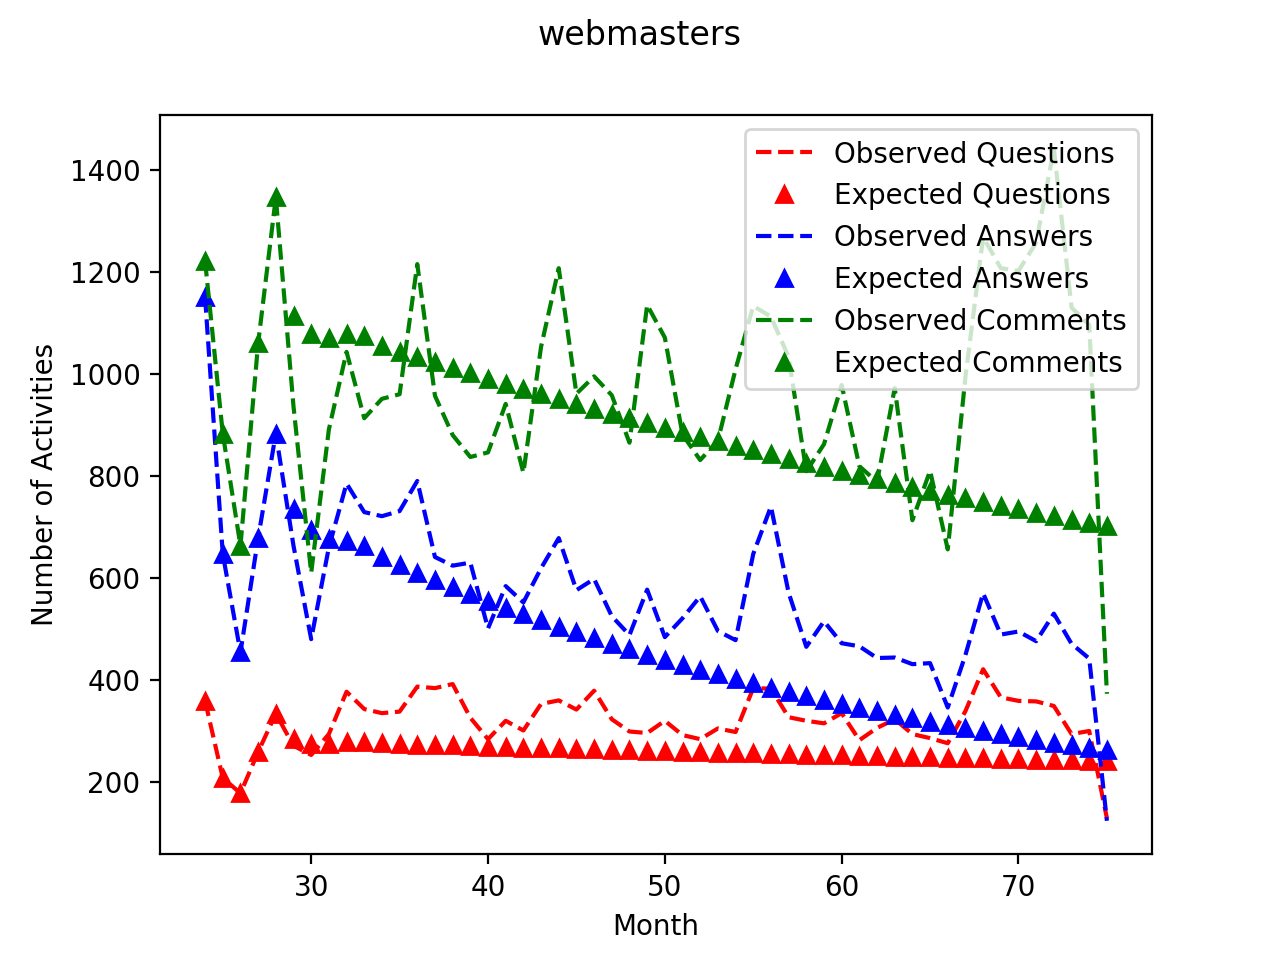 webmasters
Number of Activities
1400
1200
1000
800
600
400
200
30
40
50
60
70
Month
Observed Questions
Expected Questions
Observed Answers
Expected Answers
Observed Comments
Expected Comments